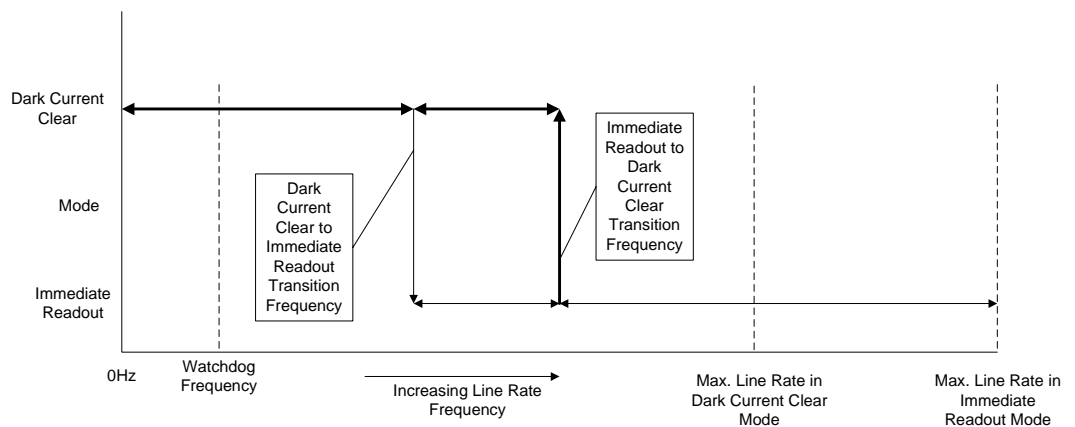 Dark Current
Clear
Mode
Immediate
Readout
Dark
Current
Clear to
Immediate
Readout
Transition
Frequency
Immediate
Readout to
Dark
Current
Clear
Transition
Frequency
0Hz
Watchdog
Frequency
Increasing Line Rate
Frequency
Max. Line Rate in
Dark Current Clear
Mode
Max. Line Rate in
Immediate
Readout Mode